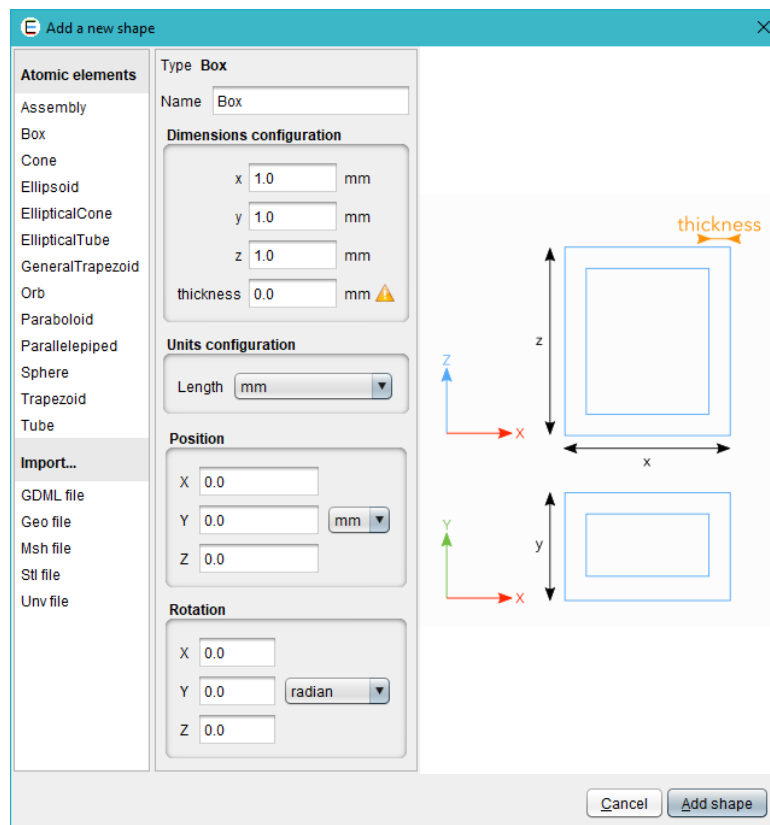 E Add a new shape
Atomic elements
Assembly
Box
Cone
Ellipsoid
EllipticalCone
EllipticalTube
GeneralTrapezoid
Orb
Paraboloid
Parallelepiped
Sphere
Trapezoid
Tube
Import...
GDML file
Geo file
Msh file
Stl file
Unv file
Type Box
Name Box
Dimensions configuration
x 1.0 mm
y 1.0 mm
z 1.0 mm
thickness 0.0 mm
Units configuration
Length mm
Position
X 0.0
Y 0.0 mm
Z 0.0
Rotation
X 0.0
Y 0.0 radian
Z 0.0
thickness
z
Z
X
x
Y
y
X
Cancel Add shape